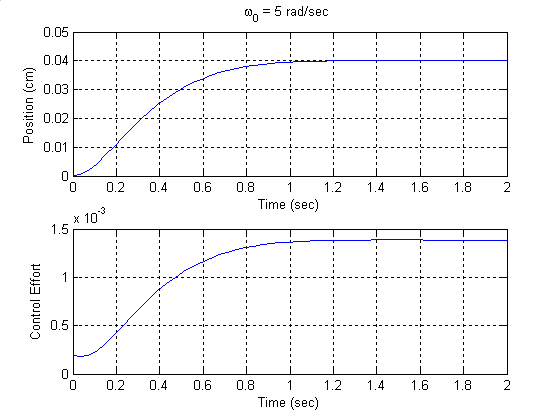 ω0 = 5 rad/sec
0.05
0.04
0.03
0.02
0.01
0
Position (cm)
0 0.2 0.4 0.6 0.8 1 1.2 1.4 1.6 1.8 2
Time (sec)
x 10-3
1.5
1
0.5
0
Control Effort
0 0.2 0.4 0.6 0.8 1 1.2 1.4 1.6 1.8 2
Time (sec)